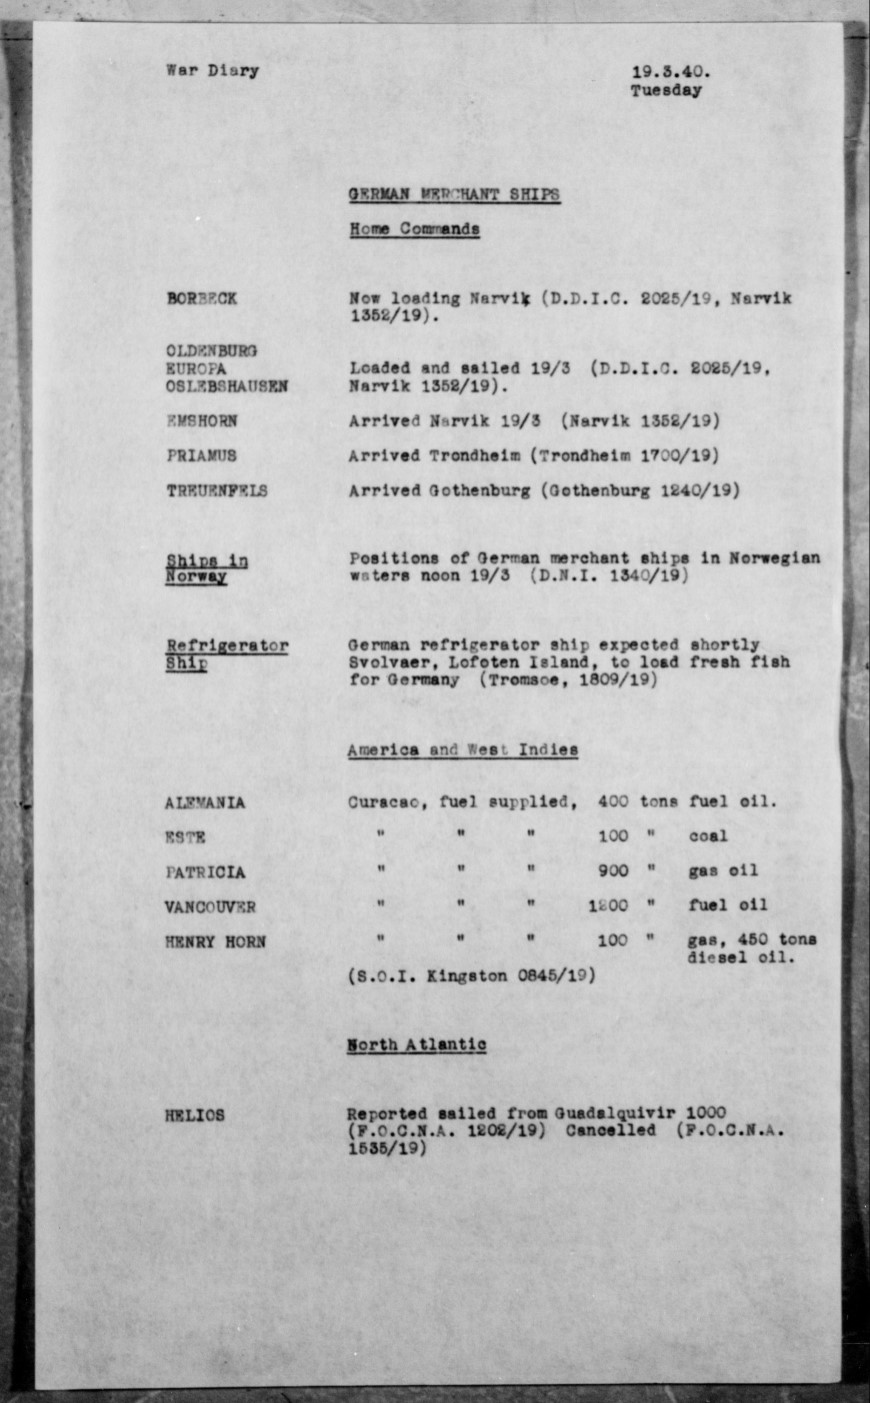 War Diary 19.3.40.
Tuesday
GERMAN MERCHANT SHIPS
Home Commands
BORBECK Now loading Narvik (D.D.I.C. 2025/19, Narvik
1352/19).
OLDENBURG
EUROPA Loaded and sailed 19/3 (D.D.I.C. 2025/19,
OSLEBSHAUSEN Narvik 1352/19).
EMSHORN Arrived Narvik 19/3 (Narvik 1352/19)
PRIAMUS Arrived Trondheim (Trondheim 1700/19)
TREUENFELS Arrived Gothenburg (Gothenburg 1240/19)
Ships in Positions of German merchant ships in Norwegian
Norway waters noon 19/3 (D.N.I. 1340/19)
Refrigerator German refrigerator ship expected shortly
Ship Svolvaer, Lofoten Island, to load fresh fish
for Germany (Tromsoe, 1809/19)
America and West Indies
ALEMANIA Curacao, fuel supplied, 400 tons fuel oil.
ESTE " " " 100 " coal
PATRICIA " " " 900 " gas oil
VANCOUVER " " " 1200 " fuel oil
HENRY HORN " " " 100 " gas, 450 tons
diesel oil.
(S.O.I. Kingston 0845/19)
North Atlantic
HELIOS Reported sailed from Guadalquivir 1000
(F.O.C.N.A. 1202/19) Cancelled (F.O.C.N.A.
1535/19)